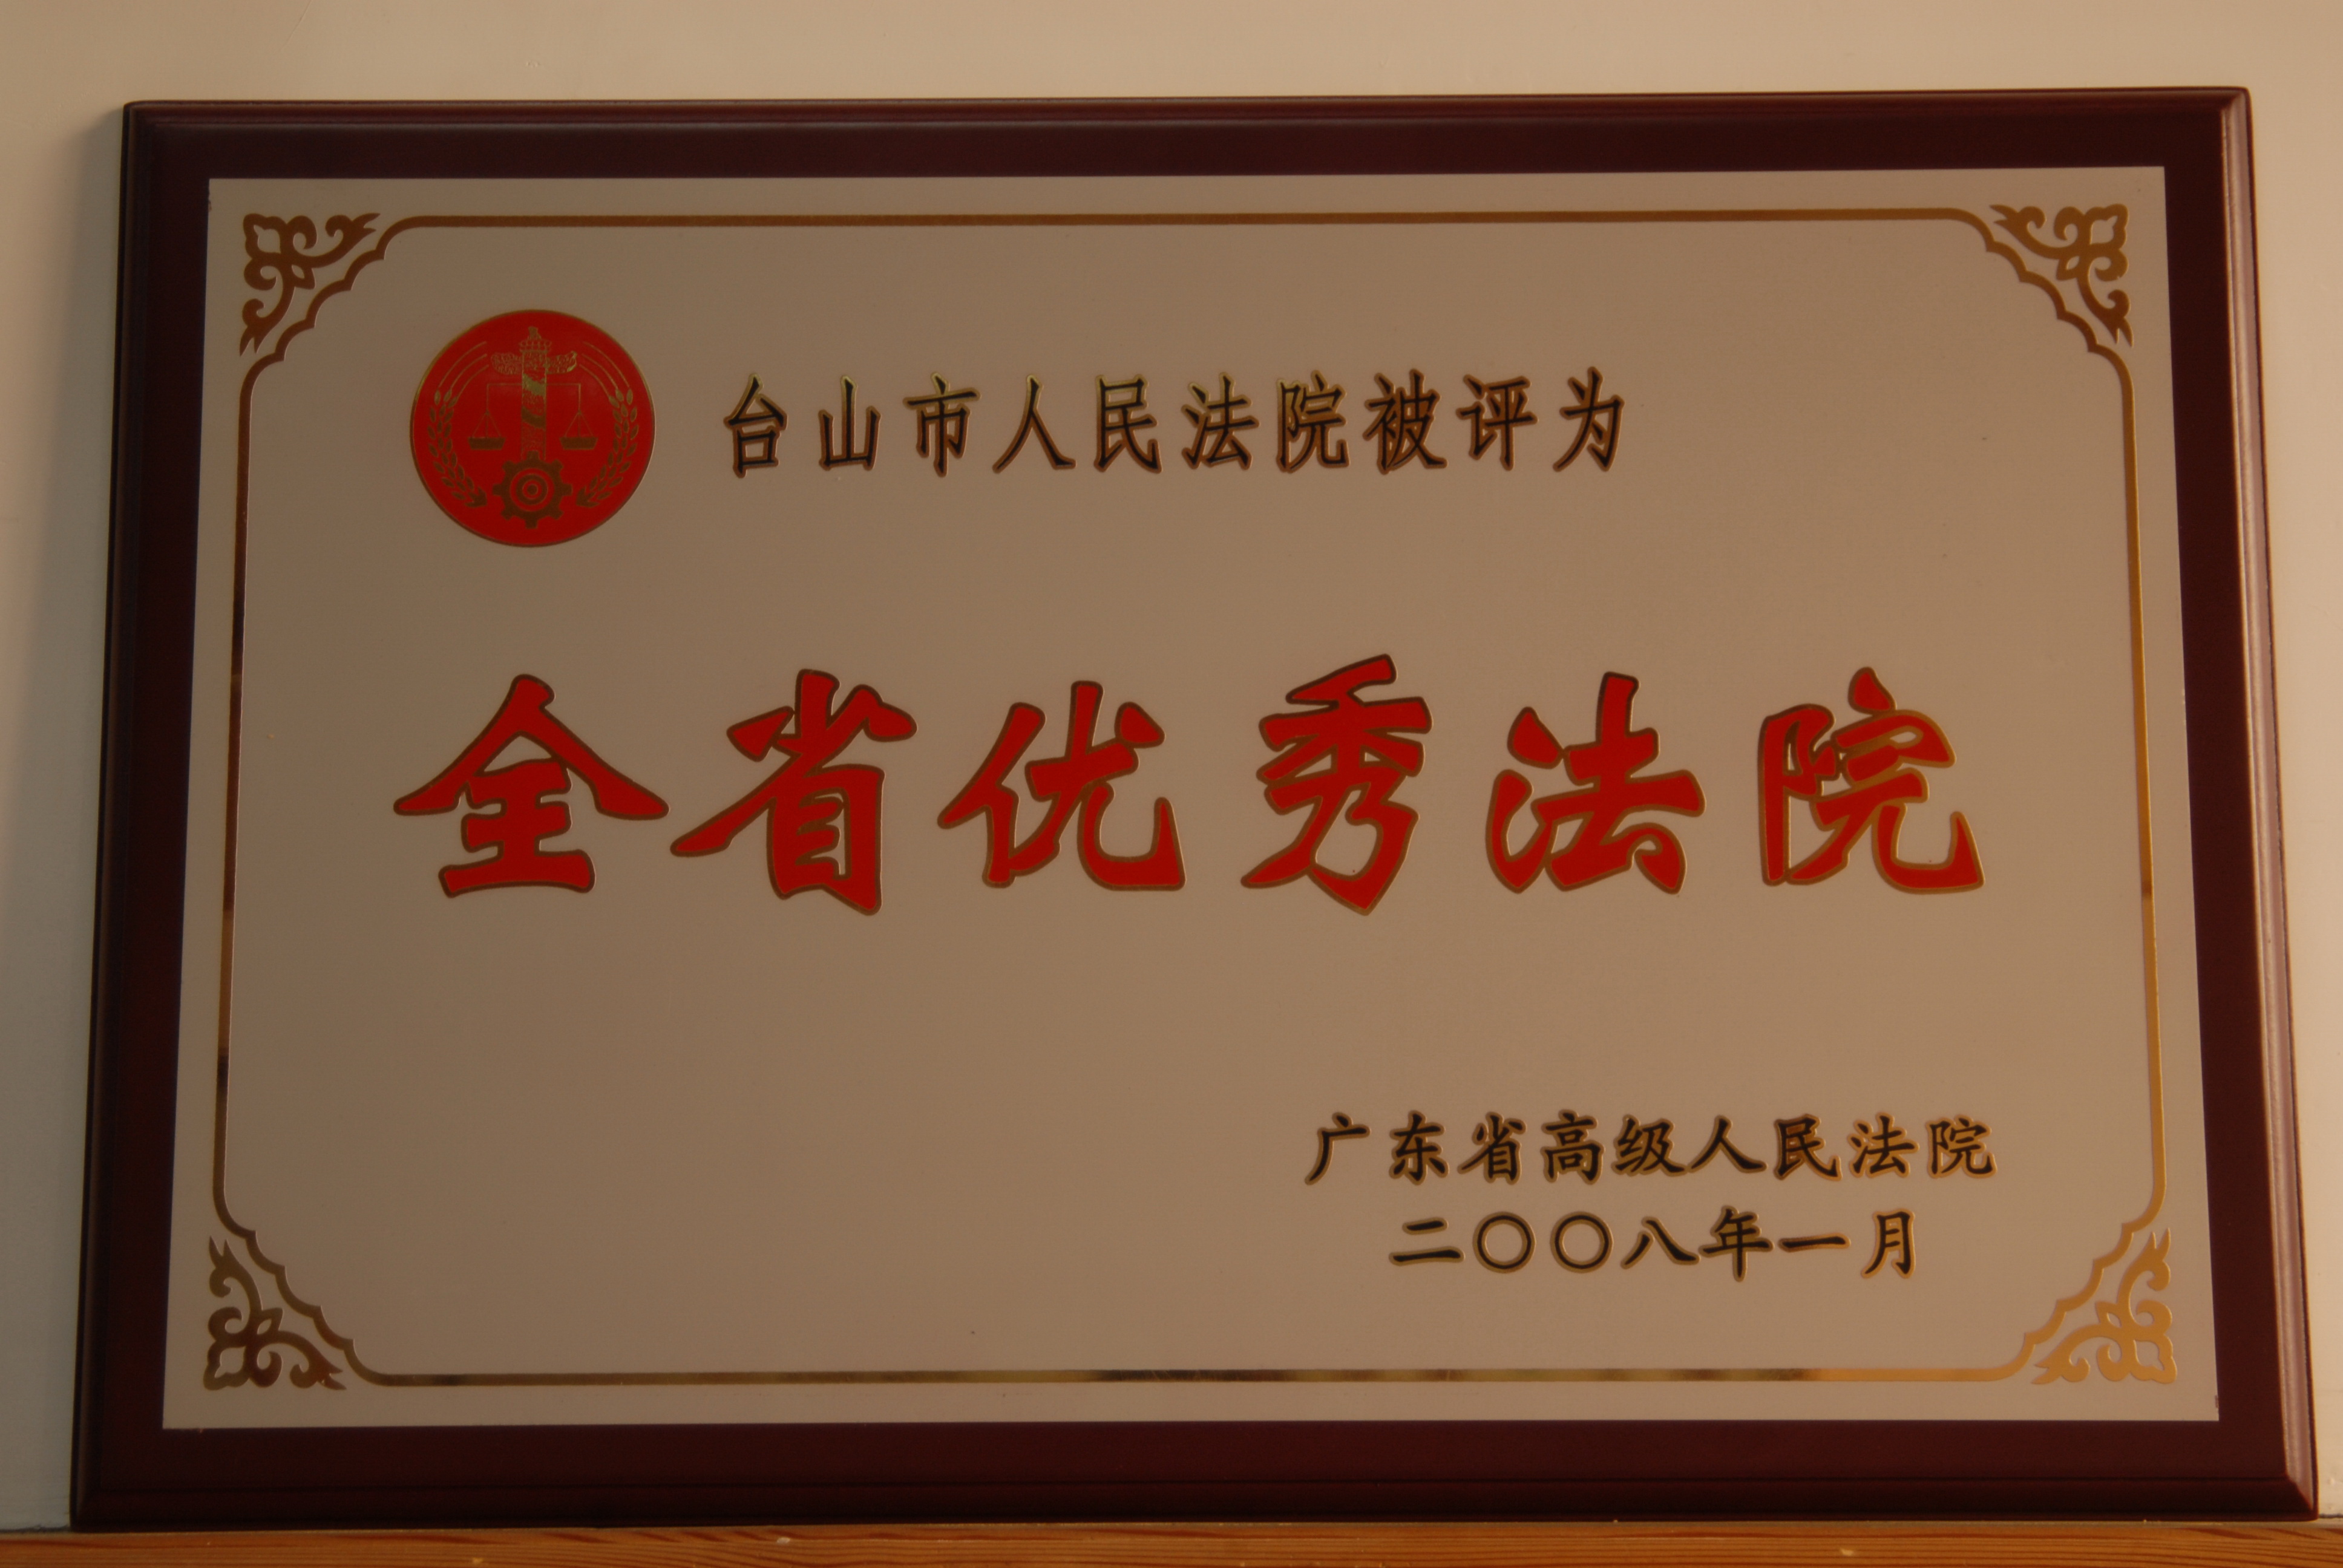 台山市人民法院被评为
全省优秀法院
广东省高级人民法院
二〇〇八年一月